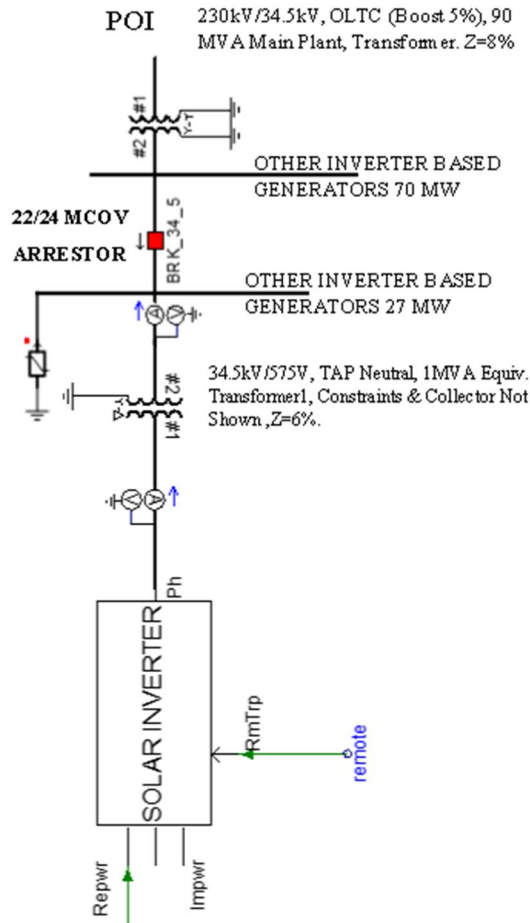 POI
230kV/34.5kV, OLTC (Boost 5%), 90
MVA Main Plant, Transformer. Z=8%
#1
#2
Y-Y
OTHER INVERTER BASED
GENERATORS 70 MW
22/24 MCOV
ARRESTOR
BRK_34_5
OTHER INVERTER BASED
GENERATORS 27 MW
A
V
34.5kV/575V, TAP Neutral, 1MVA Equiv.
Transformer1, Constraints & Collector Not
Shown ,Z=6%.
#2
#1
Y-Δ
V
A
Ph
SOLAR INVERTER
RmTrp
remote
Repwr
Impwr